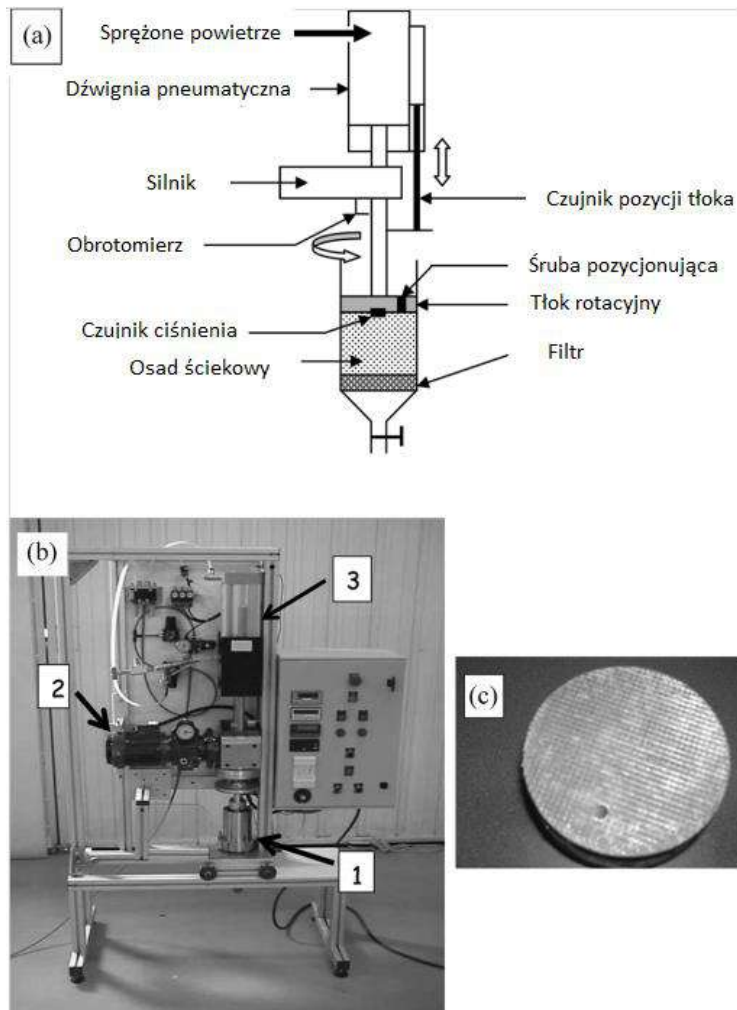 (a)
Sprężone powietrze
Dźwignia pneumatyczna
Silnik
Czujnik pozycji tłoka
Obrotomierz
Śruba pozycjonująca
Tłok rotacyjny
Czujnik ciśnienia
Osad ściekowy
Filtr
(b)
3
2
1
(c)